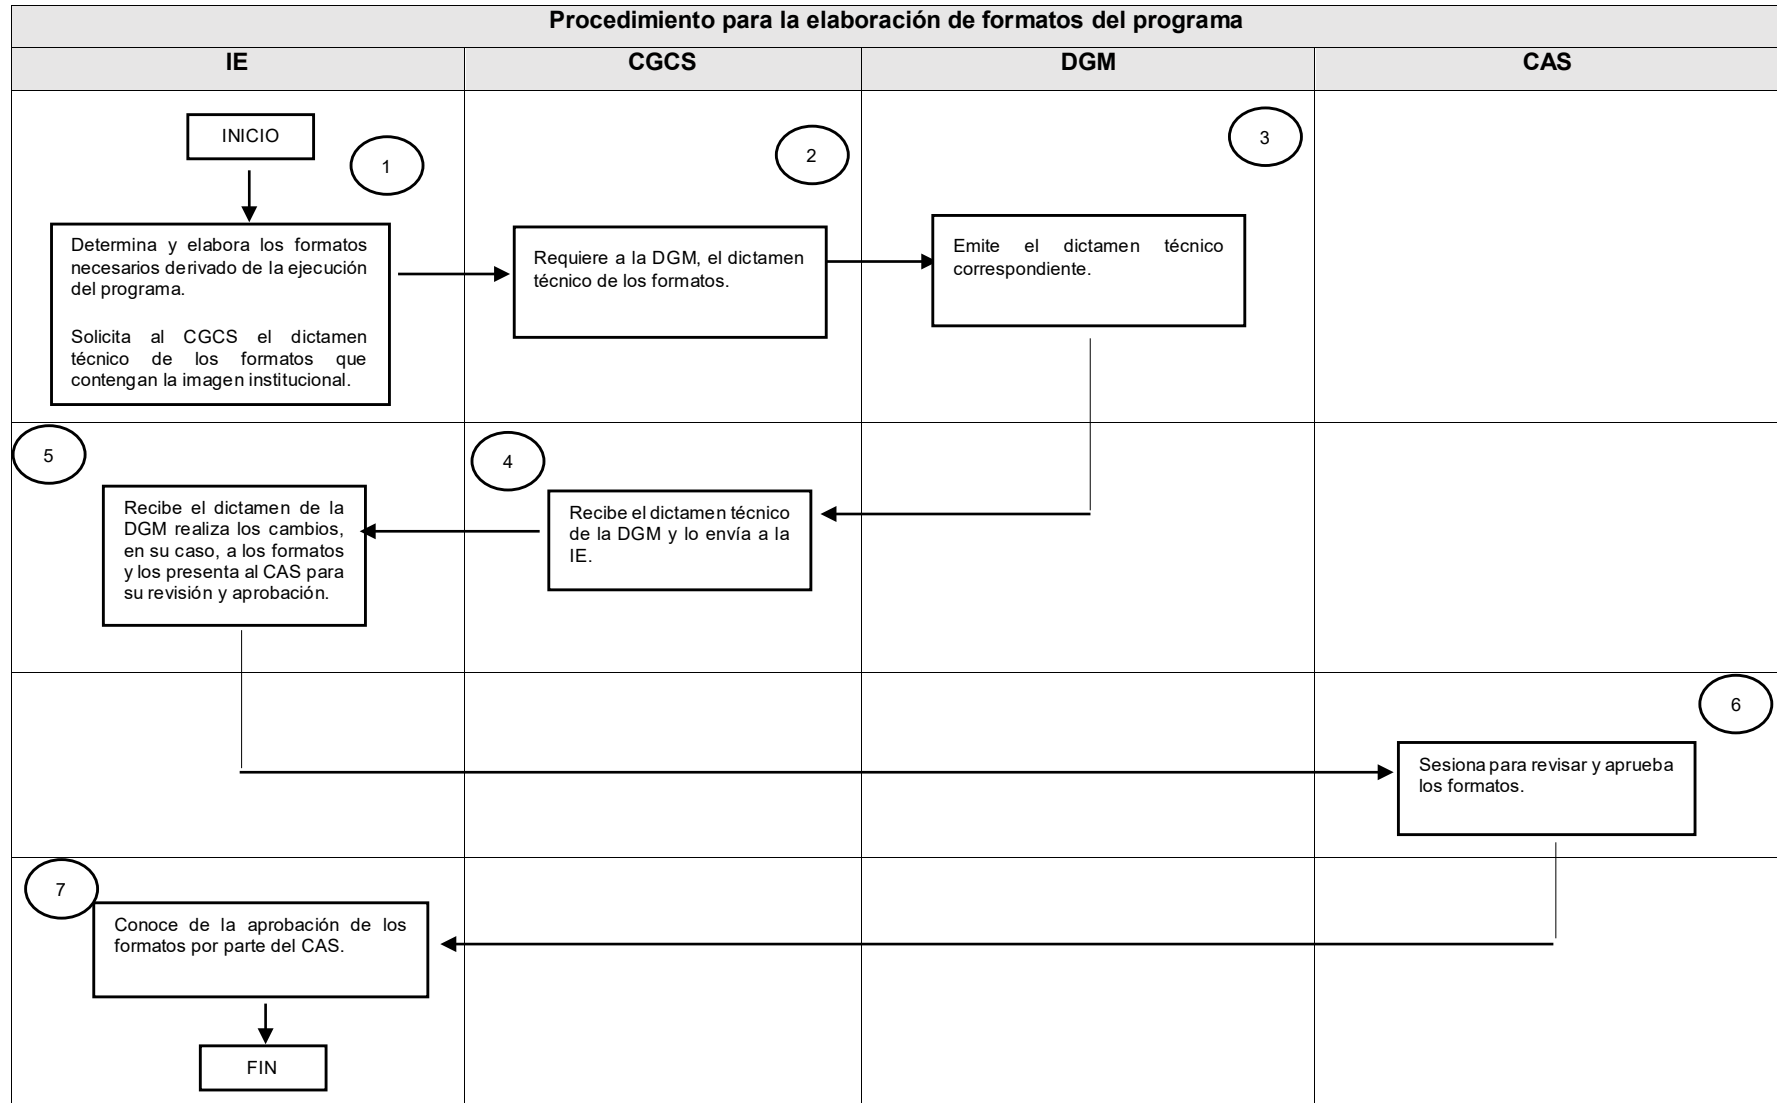 Procedimiento para la elaboración de formatos del programa
IE
CGCS
DGM
CAS
INICIO
1
Determina y elabora los formatos
necesarios derivado de la ejecución
del programa.
Solicita al CGCS el dictamen
técnico de los formatos que
contengan la imagen institucional.
2
Requiere a la DGM, el dictamen
técnico de los formatos.
3
Emite el dictamen técnico
correspondiente.
4
Recibe el dictamen técnico
de la DGM y lo envía a la
IE.
5
Recibe el dictamen de la
DGM realiza los cambios,
en su caso, a los formatos
y los presenta al CAS para
su revisión y aprobación.
6
Sesiona para revisar y aprueba
los formatos.
7
Conoce de la aprobación de los
formatos por parte del CAS.
FIN